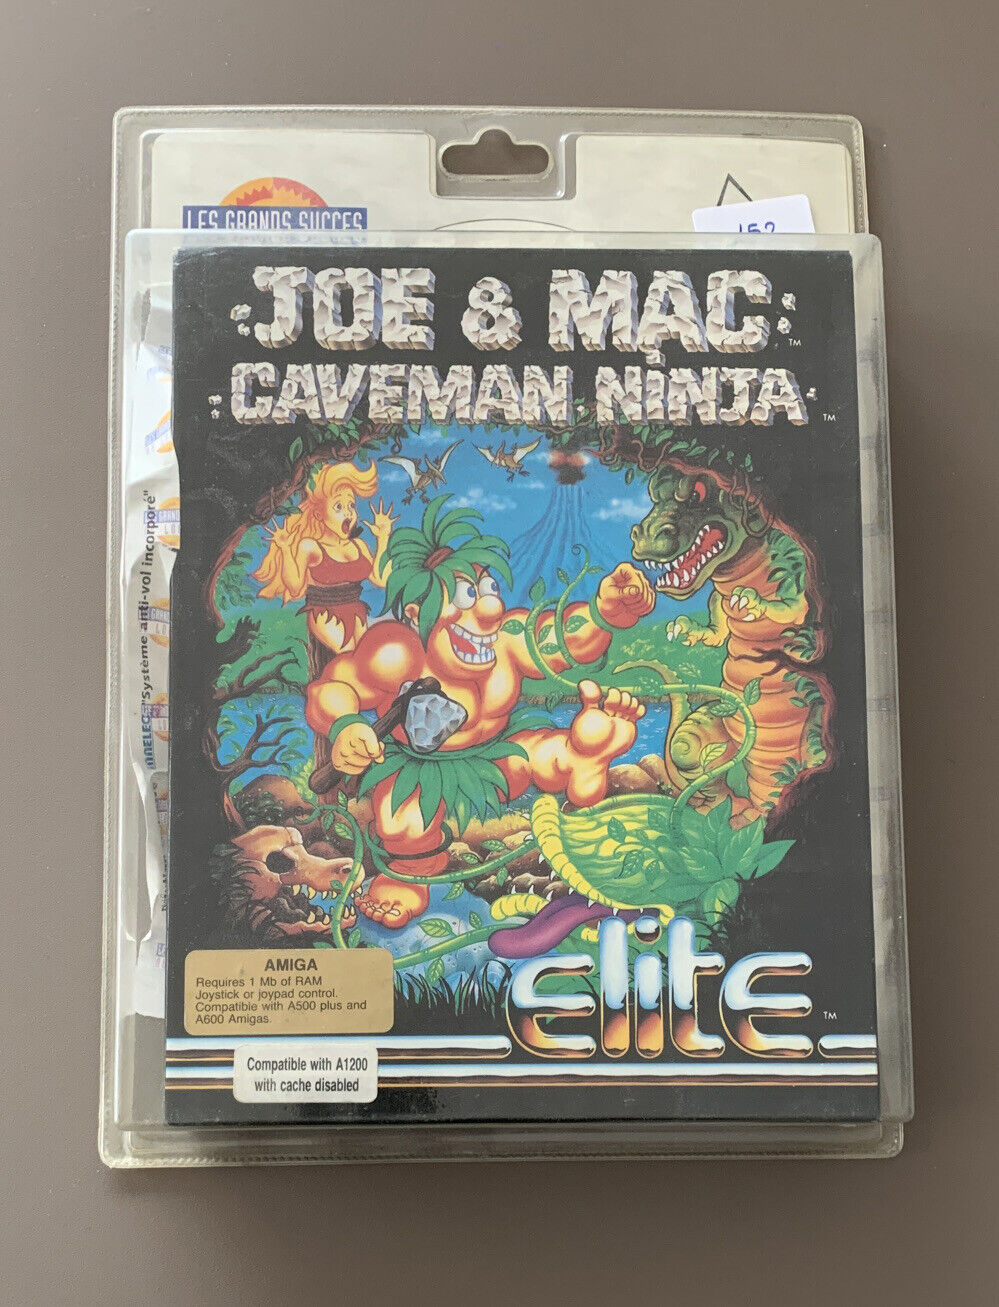 LES GRANDS SUCCES
152
JOE & MAC
TM
CAVEMAN NINJA
TM
"Système anti-vol incorporé"
AMIGA
Requires 1 Mb of RAM
Joystick or joypad control.
Compatible with A500 plus and
A600 Amigas.
elite
TM
Compatible with A1200
with cache disabled